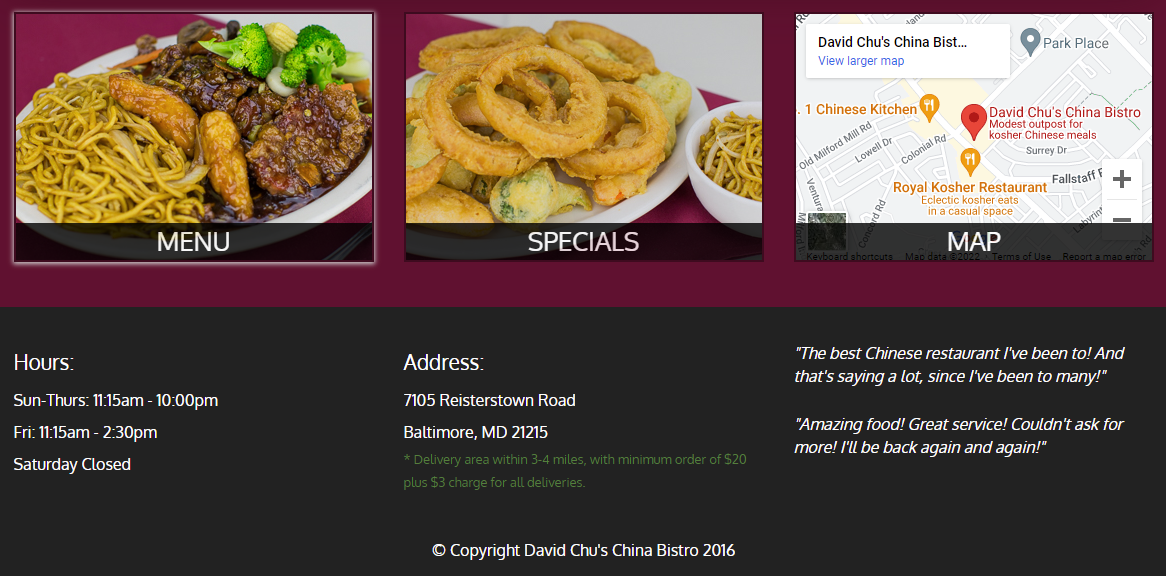 MENU
SPECIALS
David Chu's China Bist...
View larger map
Park Place
. 1 Chinese Kitchen
David Chu's China Bistro
Modest outpost for
kosher Chinese meals
Old Milford Mill Rd
Lowell Dr
Colonial Rd
Surrey Dr
Royal Kosher Restaurant
Eclectic kosher eats
in a casual space
Fallstaff R
Ventura
Concord Rd
Labyrint
Milford
MAP
Keyboard shortcuts
Map data ©2022
Terms of Use
Report a map error
Hours:
Sun-Thurs: 11:15am - 10:00pm
Fri: 11:15am - 2:30pm
Saturday Closed
Address:
7105 Reisterstown Road
Baltimore, MD 21215
* Delivery area within 3-4 miles, with minimum order of $20
plus $3 charge for all deliveries.
"The best Chinese restaurant I've been to! And
that's saying a lot, since I've been to many!"
"Amazing food! Great service! Couldn't ask for
more! I'll be back again and again!"
© Copyright David Chu's China Bistro 2016